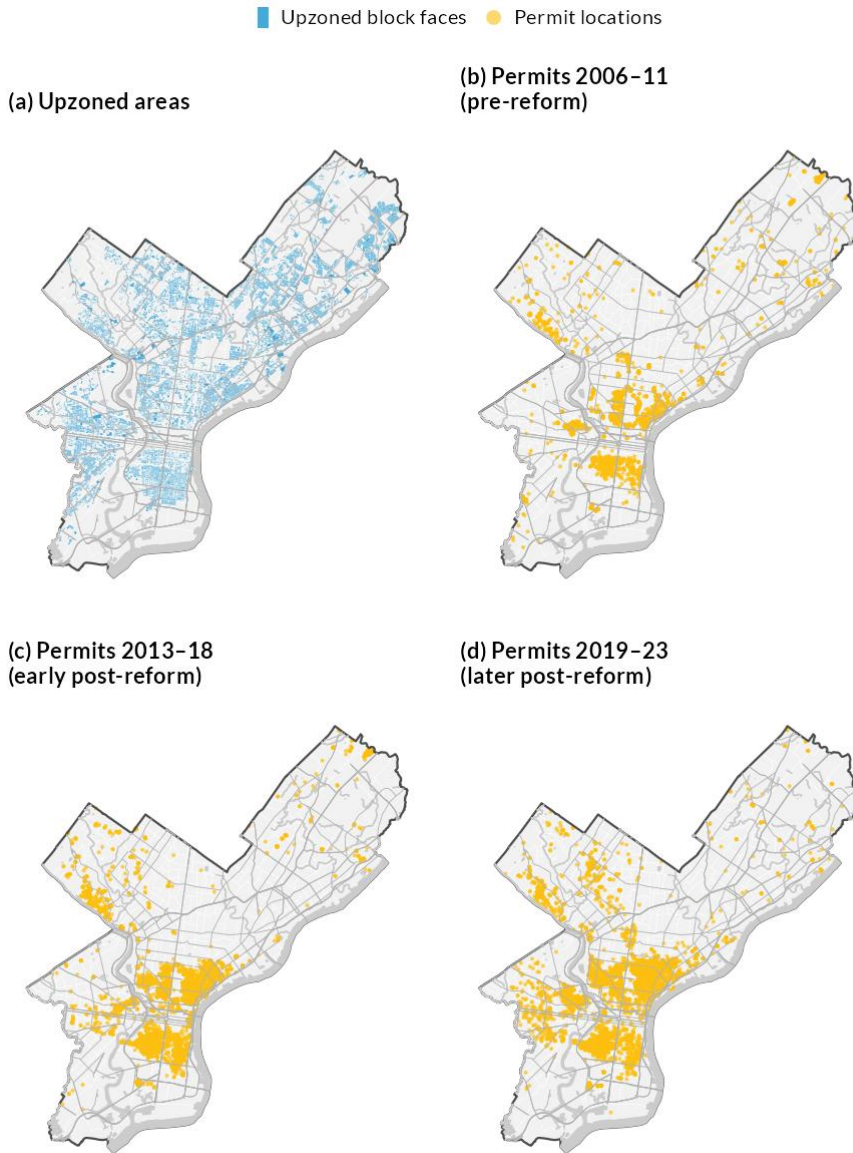 Upzoned block faces
Permit locations
(a) Upzoned areas
(b) Permits 2006–11
(pre-reform)
(c) Permits 2013–18
(early post-reform)
(d) Permits 2019–23
(later post-reform)